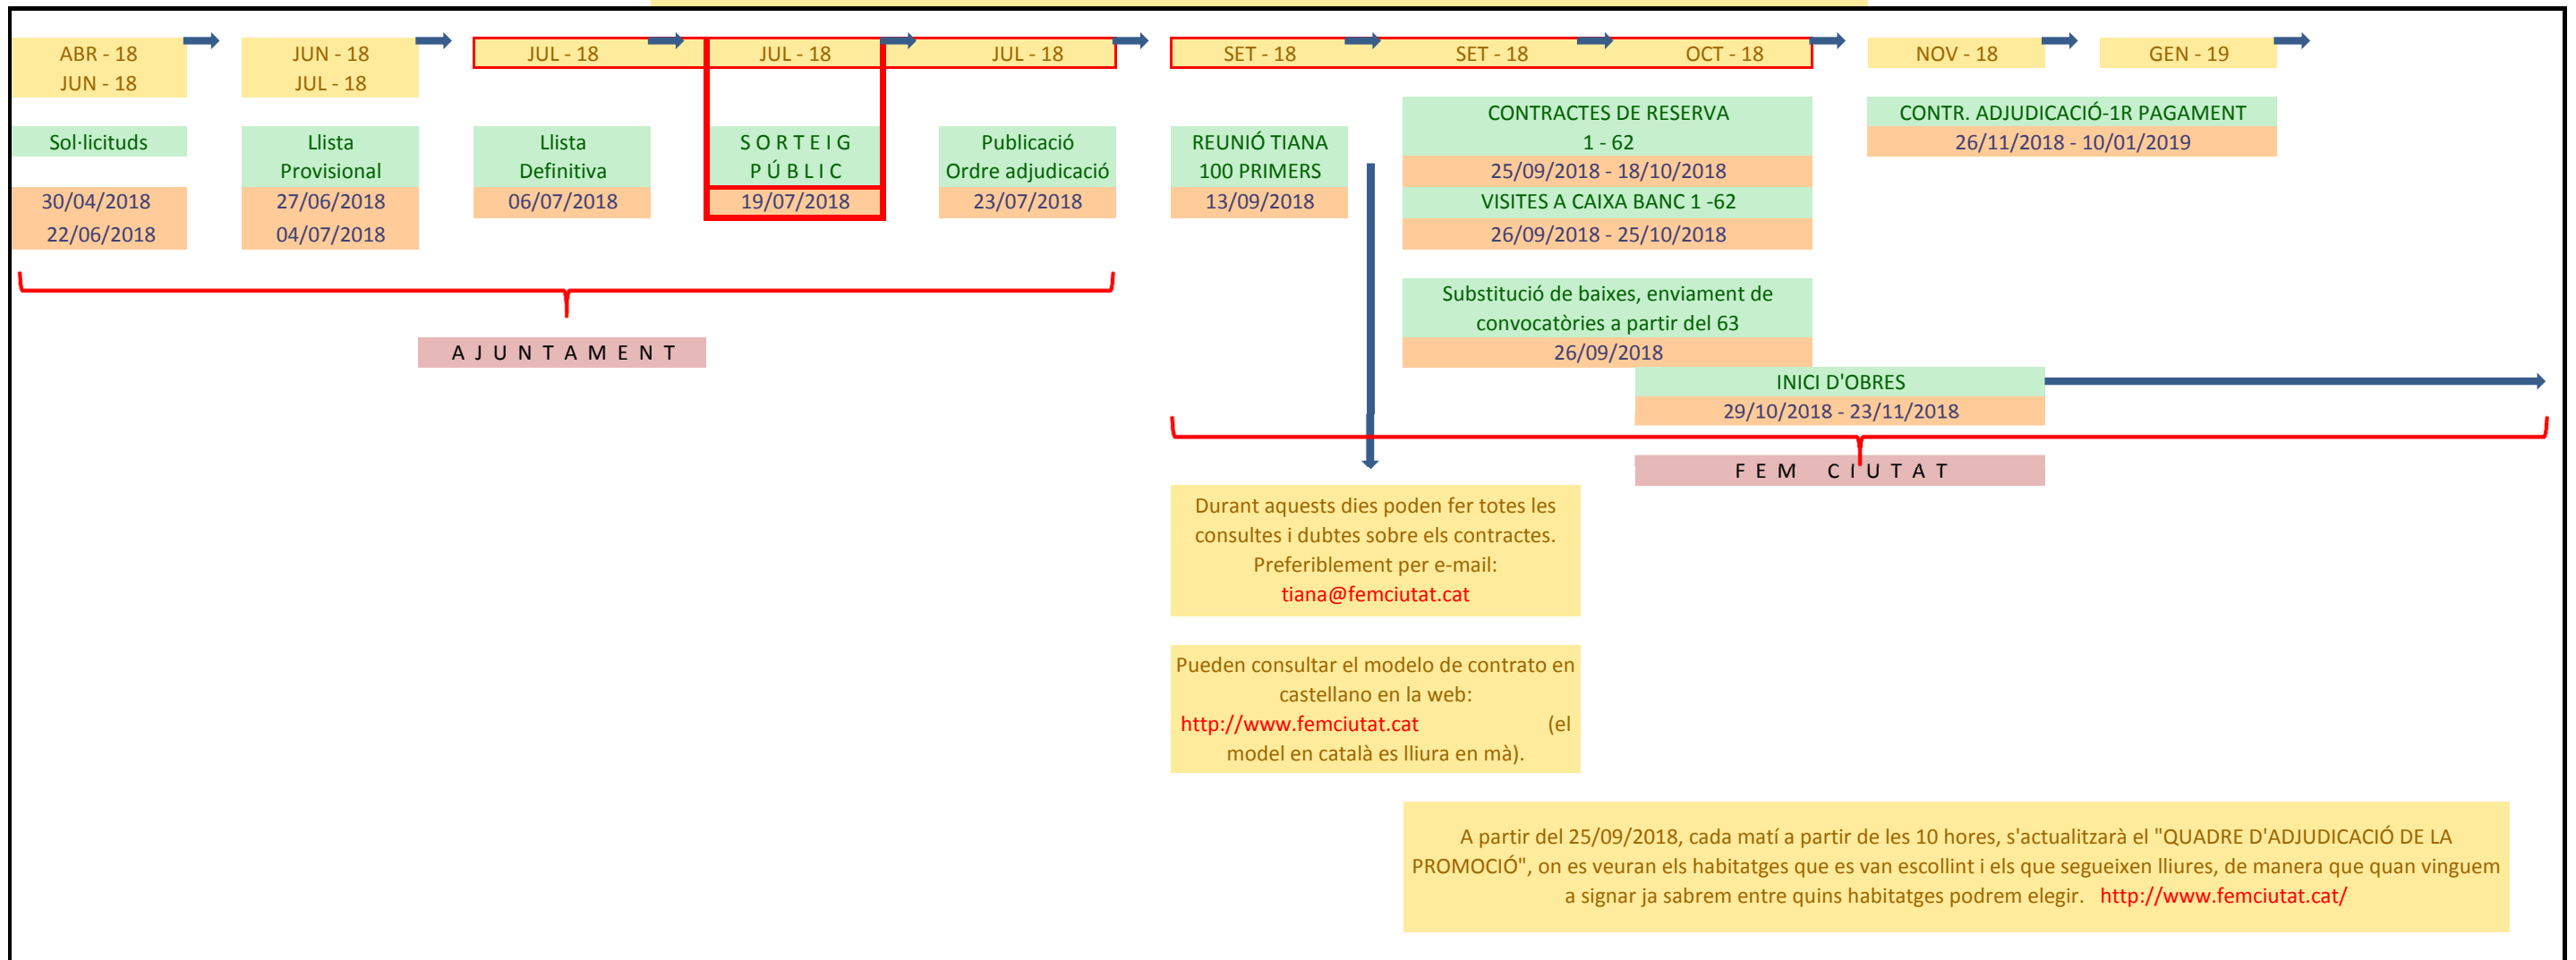 ABR - 18
JUN - 18
JUN - 18
JUL - 18
JUL - 18
JUL - 18
JUL - 18
SET - 18
SET - 18
OCT - 18
NOV - 18
GEN - 19
Sol·licituds
30/04/2018
22/06/2018
Llista
Provisional
27/06/2018
04/07/2018
Llista
Definitiva
06/07/2018
S O R T E I G
P Ú B L I C
19/07/2018
Publicació
Ordre adjudicació
23/07/2018
REUNIÓ TIANA
100 PRIMERS
13/09/2018
CONTRACTES DE RESERVA
1 - 62
25/09/2018 - 18/10/2018
VISITES A CAIXA BANC 1 -62
26/09/2018 - 25/10/2018
CONTR. ADJUDICACIÓ-1R PAGAMENT
26/11/2018 - 10/01/2019
Substitució de baixes, enviament de
convocatòries a partir del 63
26/09/2018
A J U N T A M E N T
INICI D'OBRES
29/10/2018 - 23/11/2018
F E M   C I U T A T
Durant aquests dies poden fer totes les
consultes i dubtes sobre els contractes.
Preferiblement per e-mail:
tiana@femciutat.cat
Pueden consultar el modelo de contrato en
castellano en la web:
http://www.femciutat.cat (el
model en català es lliura en mà).
A partir del 25/09/2018, cada matí a partir de les 10 hores, s'actualitzarà el "QUADRE D'ADJUDICACIÓ DE LA
PROMOCIÓ", on es veuran els habitatges que es van escollint i els que segueixen lliures, de manera que quan vinguem
a signar ja sabrem entre quins habitatges podrem elegir. http://www.femciutat.cat/